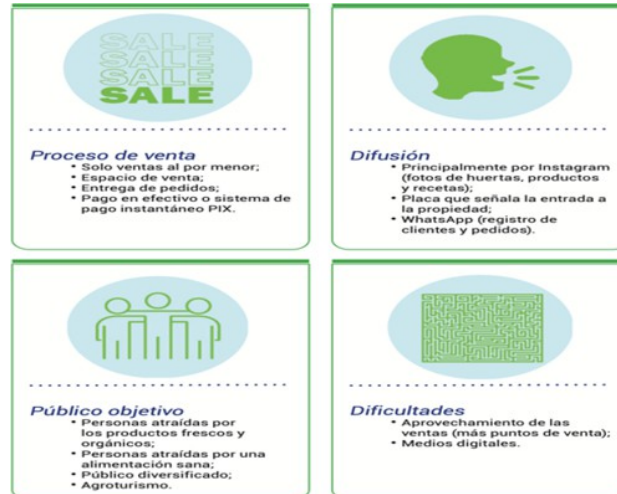 SALE
SALE
SALE
SALE
Proceso de venta
• Solo ventas al por menor;
• Espacio de venta;
• Entrega de pedidos;
• Pago en efectivo o sistema de
pago instantáneo PIX.
Difusión
• Principalmente por Instagram
(fotos de huertas, productos
y recetas);
• Placa que señala la entrada a
la propiedad;
• WhatsApp (registro de
clientes y pedidos).
Público objetivo
• Personas atraídas por
los productos frescos y
orgánicos;
• Personas atraídas por una
alimentación sana;
• Público diversificado;
• Agroturismo.
Dificultades
• Aprovechamiento de las
ventas (más puntos de venta);
• Medios digitales.